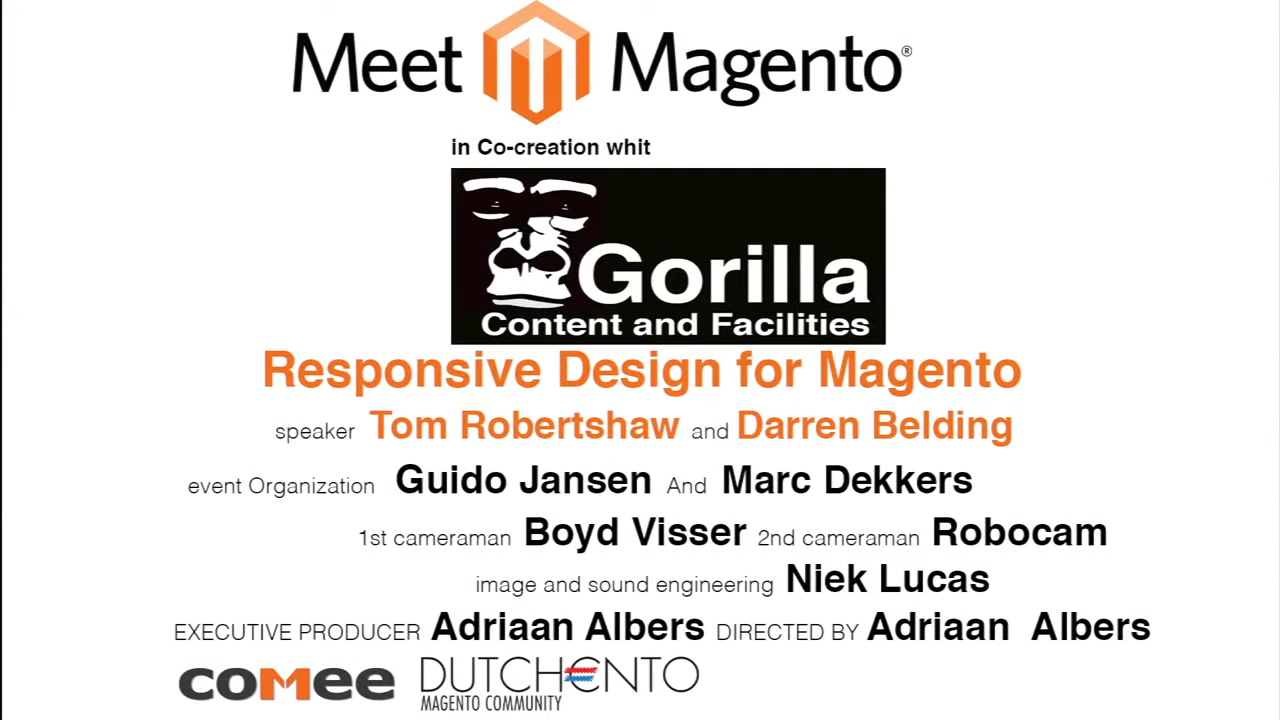 Meet Magento®
in Co-creation whit
Gorilla
Content and Facilities
Responsive Design for Magento
speaker Tom Robertshaw and Darren Belding
event Organization Guido Jansen And Marc Dekkers
1st cameraman Boyd Visser 2nd cameraman Robocam
image and sound engineering Niek Lucas
EXECUTIVE PRODUCER Adriaan Albers DIRECTED BY Adriaan Albers
coMee DUTCHENTO
MAGENTO COMMUNITY